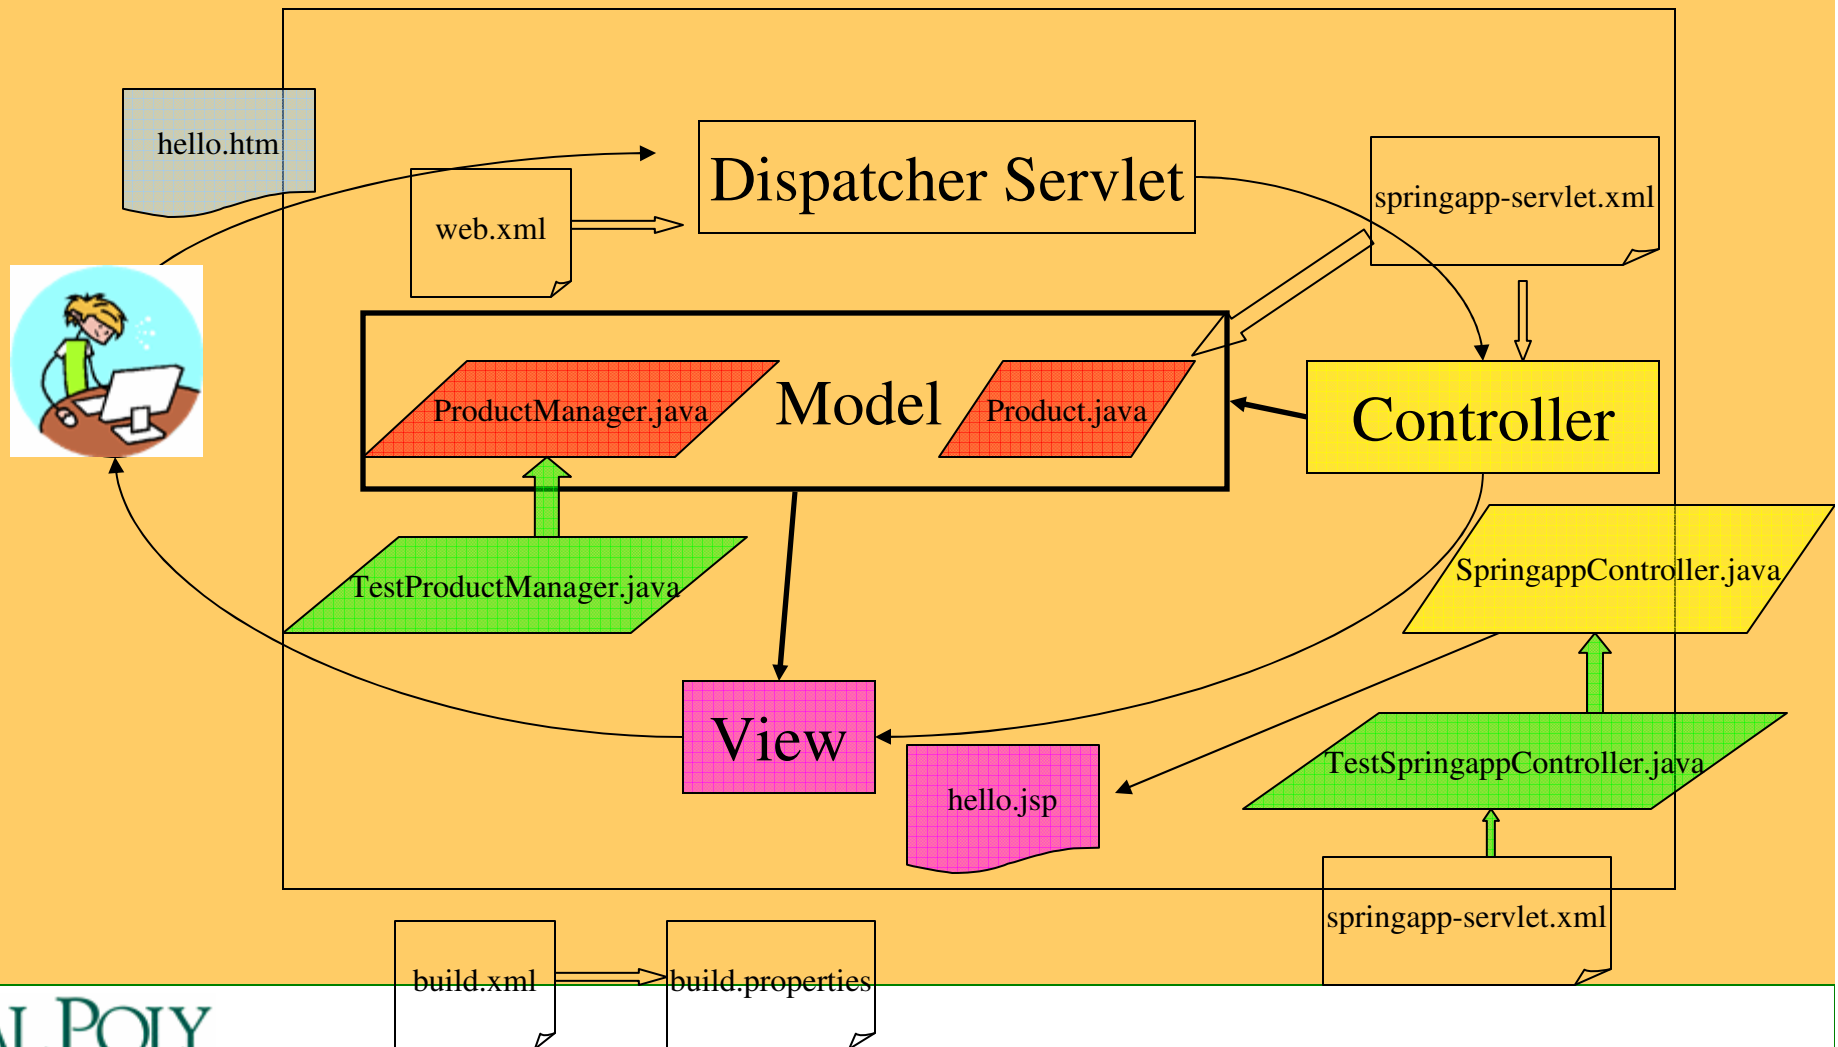 hello.htm
Dispatcher Servlet
springapp-servlet.xml
web.xml
ProductManager.java
Model
Product.java
Controller
TestProductManager.java
SpringappController.java
View
TestSpringappController.java
hello.jsp
springapp-servlet.xml
build.xml
build.properties
POLY